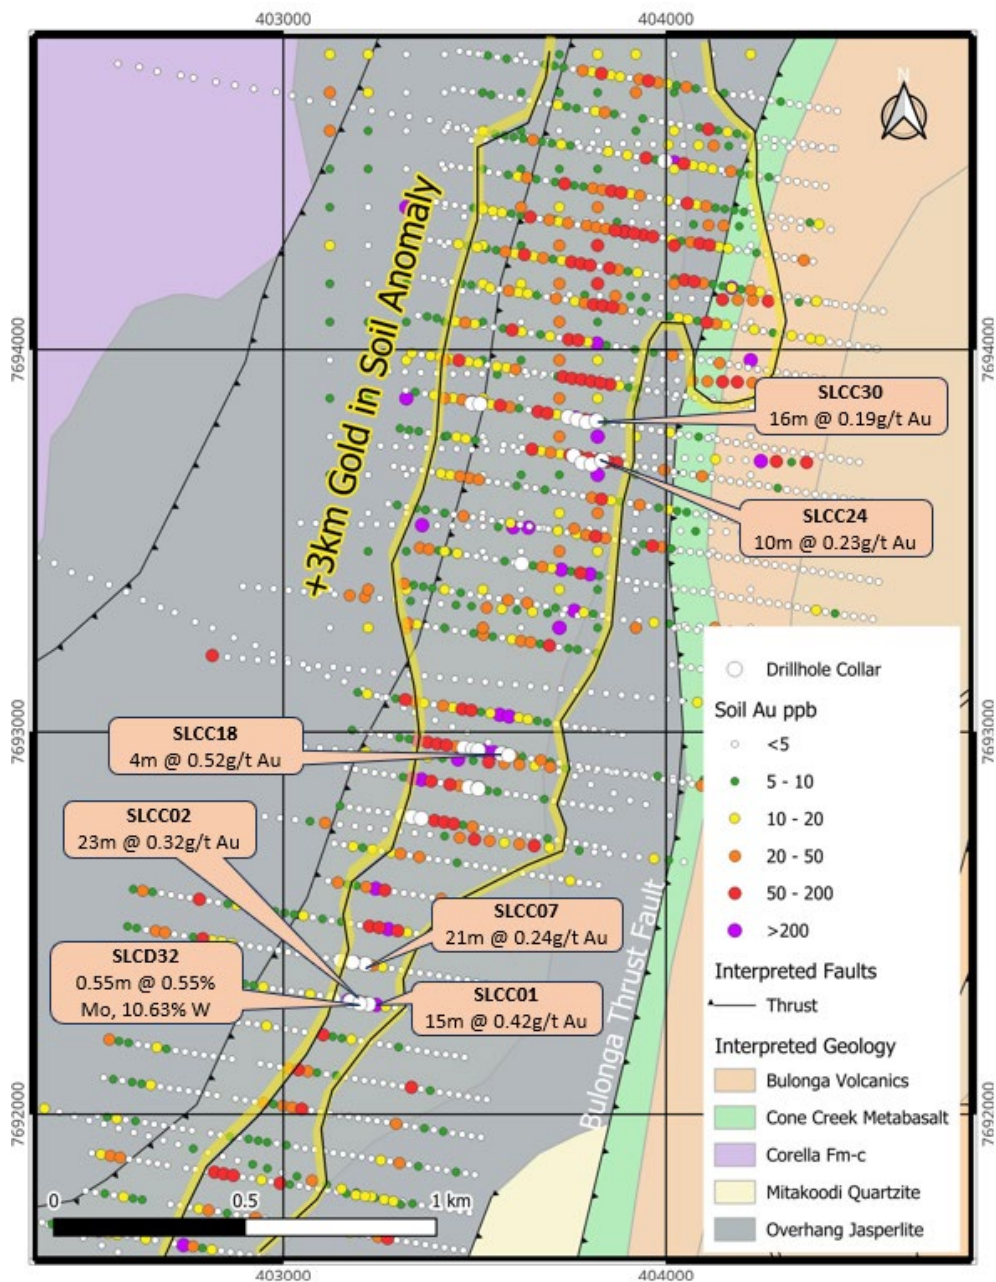 403000
404000
N
+3km Gold in Soil Anomaly
7694000
7694000
SLCC30
16m @ 0.19g/t Au
SLCC24
10m @ 0.23g/t Au
7693000
7693000
SLCC18
4m @ 0.52g/t Au
SLCC02
23m @ 0.32g/t Au
SLCC07
21m @ 0.24g/t Au
SLCD32
0.55m @ 0.55%
Mo, 10.63% W
SLCC01
15m @ 0.42g/t Au
Bulonga Thrust Fault
7692000
7692000
Drillhole Collar
Soil Au ppb
<5
5 - 10
10 - 20
20 - 50
50 - 200
>200
Interpreted Faults
Thrust
Interpreted Geology
Bulonga Volcanics
Cone Creek Metabasalt
Corella Fm-c
Mitakoodi Quartzite
Overhang Jasperlite
0 0.5 1 km
403000
404000